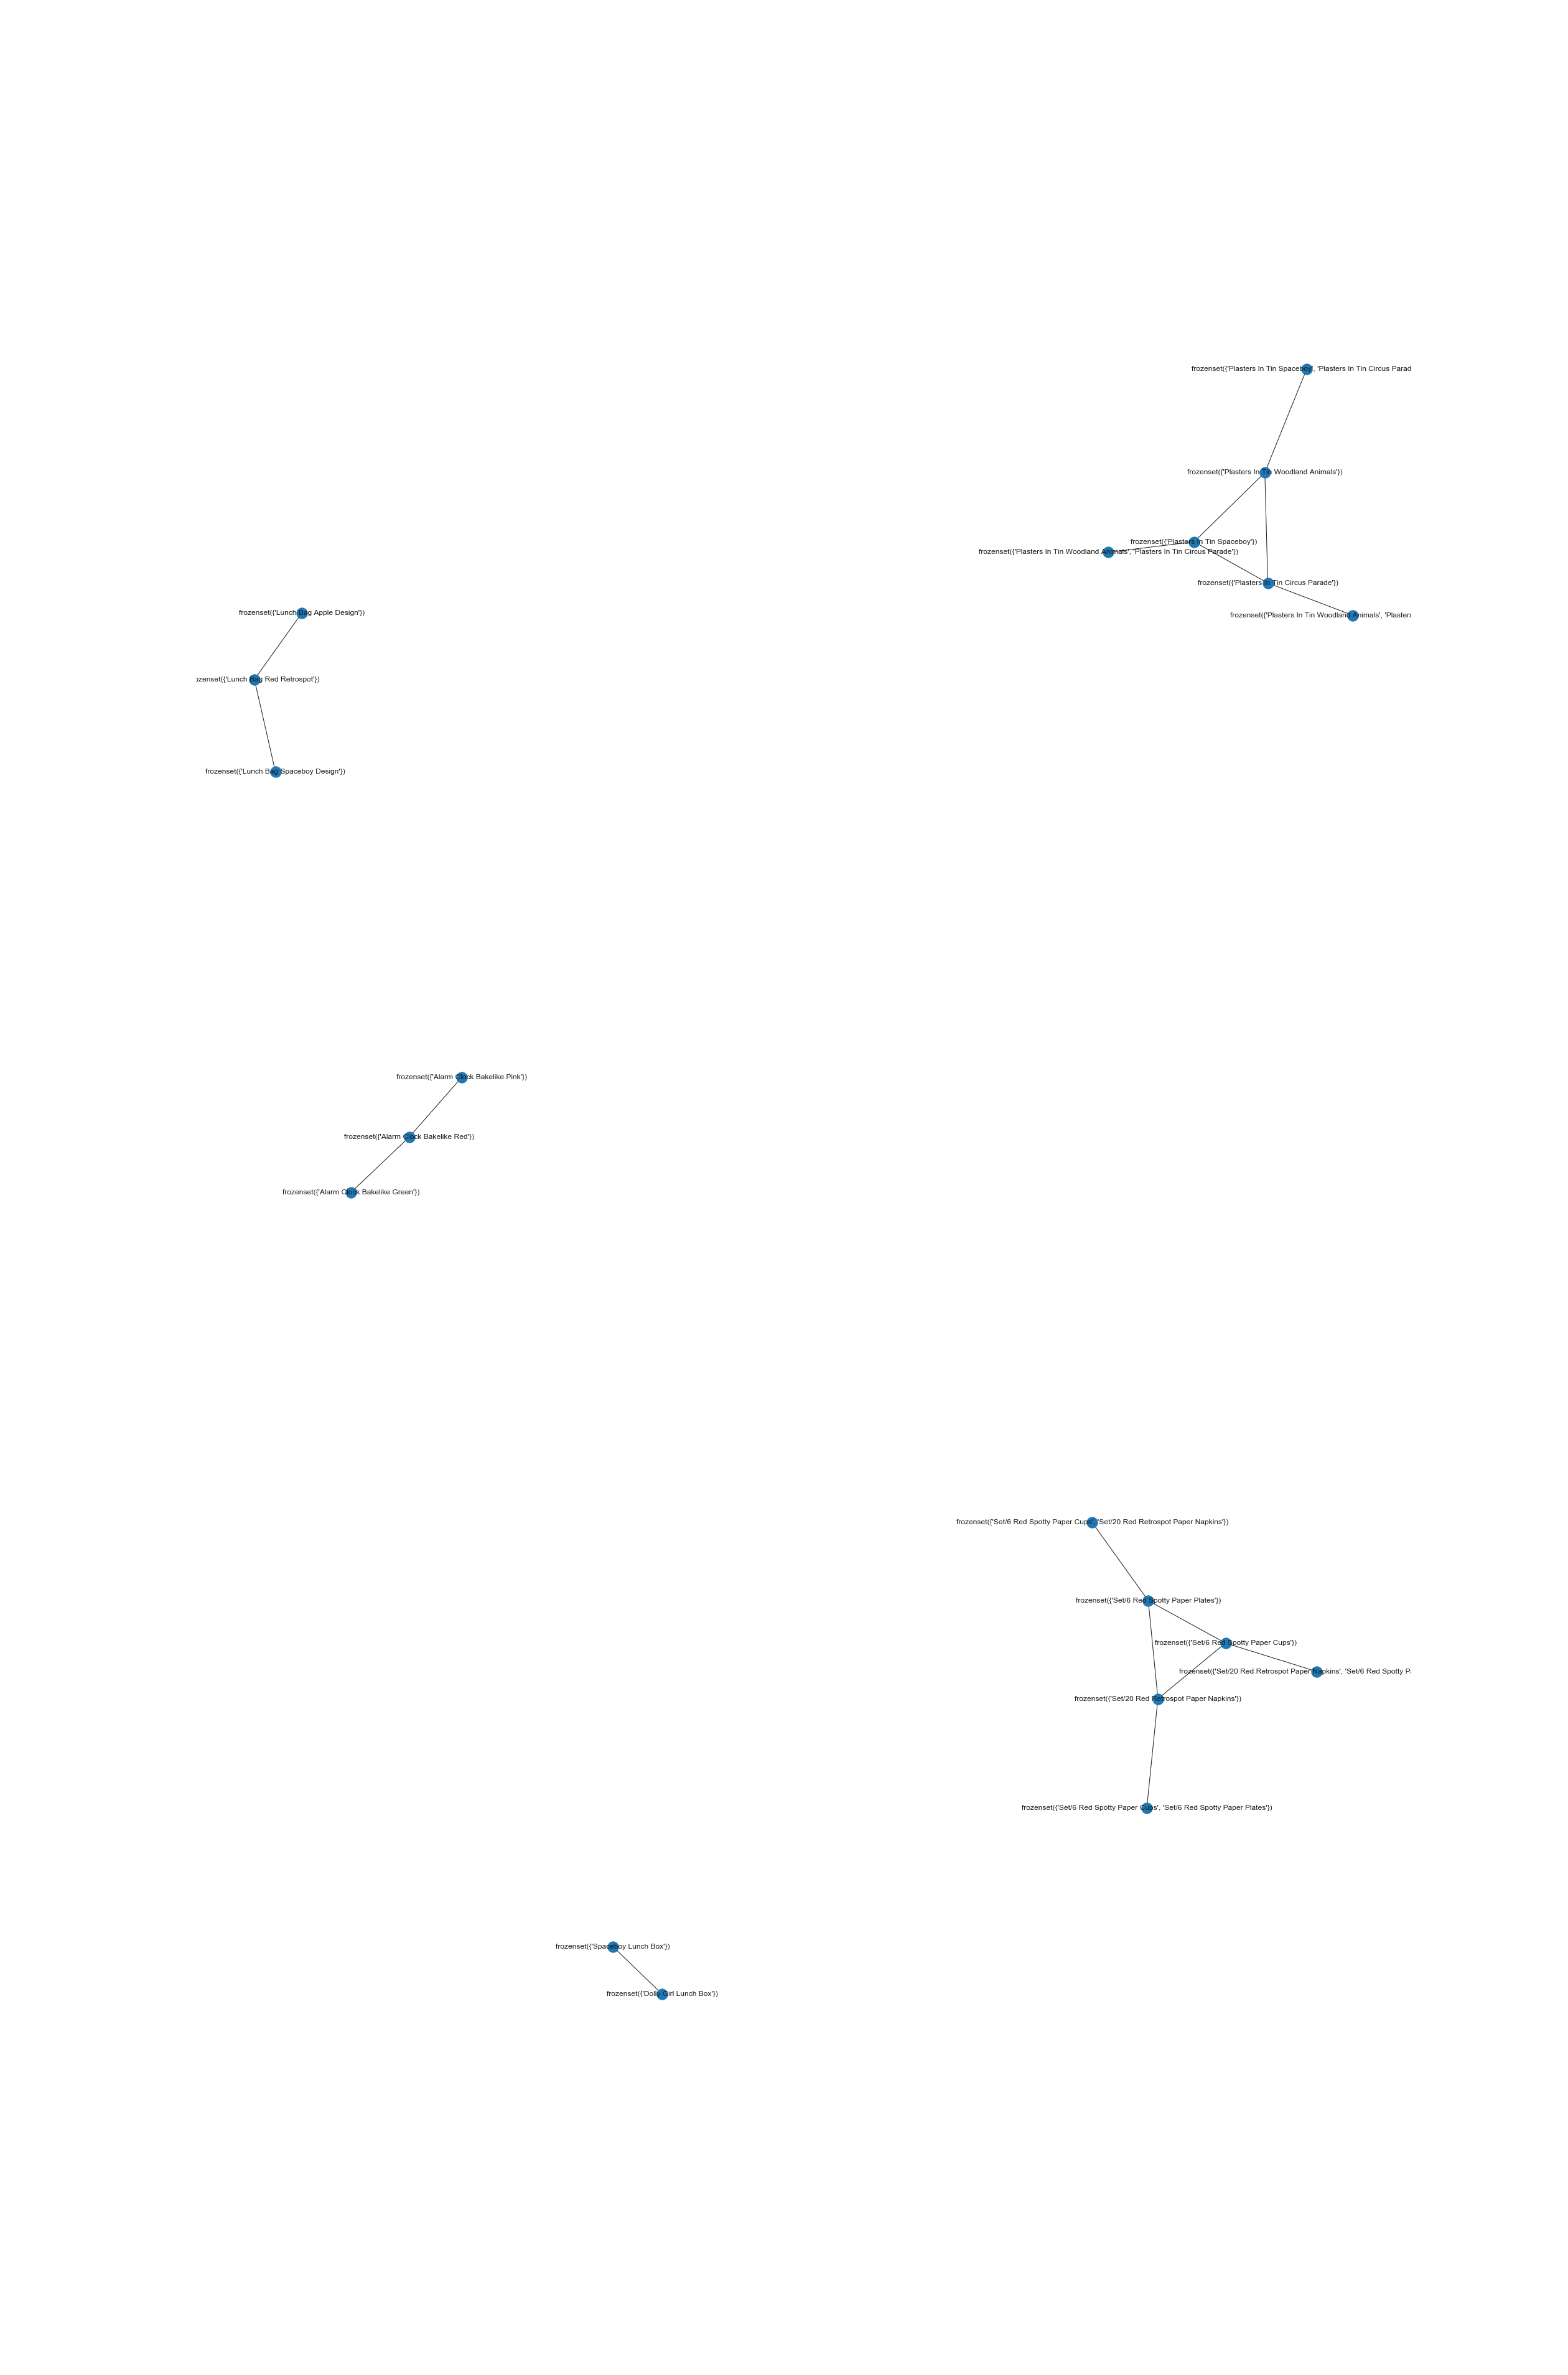 frozenset({'Plasters In Tin Spaceboy', 'Plasters In Tin Circus Parad
frozenset({'Plasters In Tin Woodland Animals'})
frozenset({'Plasters In Tin Spaceboy'})
frozenset({'Plasters In Tin Woodland Animals', 'Plasters In Tin Circus Parade'})
frozenset({'Plasters In Tin Circus Parade'})
frozenset({'Plasters In Tin Woodland Animals', 'Plasters
frozenset({'Lunch Bag Apple Design'})
ozenset({'Lunch Bag Red Retrospot'})
frozenset({'Lunch Bag Spaceboy Design'})
frozenset({'Alarm Clock Bakelike Pink'})
frozenset({'Alarm Clock Bakelike Red'})
frozenset({'Alarm Clock Bakelike Green'})
frozenset({'Set/6 Red Spotty Paper Cups', 'Set/20 Red Retrospot Paper Napkins'})
frozenset({'Set/6 Red Spotty Paper Plates'})
frozenset({'Set/6 Red Spotty Paper Cups'})
frozenset({'Set/20 Red Retrospot Paper Napkins', 'Set/6 Red Spotty P
frozenset({'Set/20 Red Retrospot Paper Napkins'})
frozenset({'Set/6 Red Spotty Paper Cups', 'Set/6 Red Spotty Paper Plates'})
frozenset({'Spaceboy Lunch Box'})
frozenset({'Dolly Girl Lunch Box'})